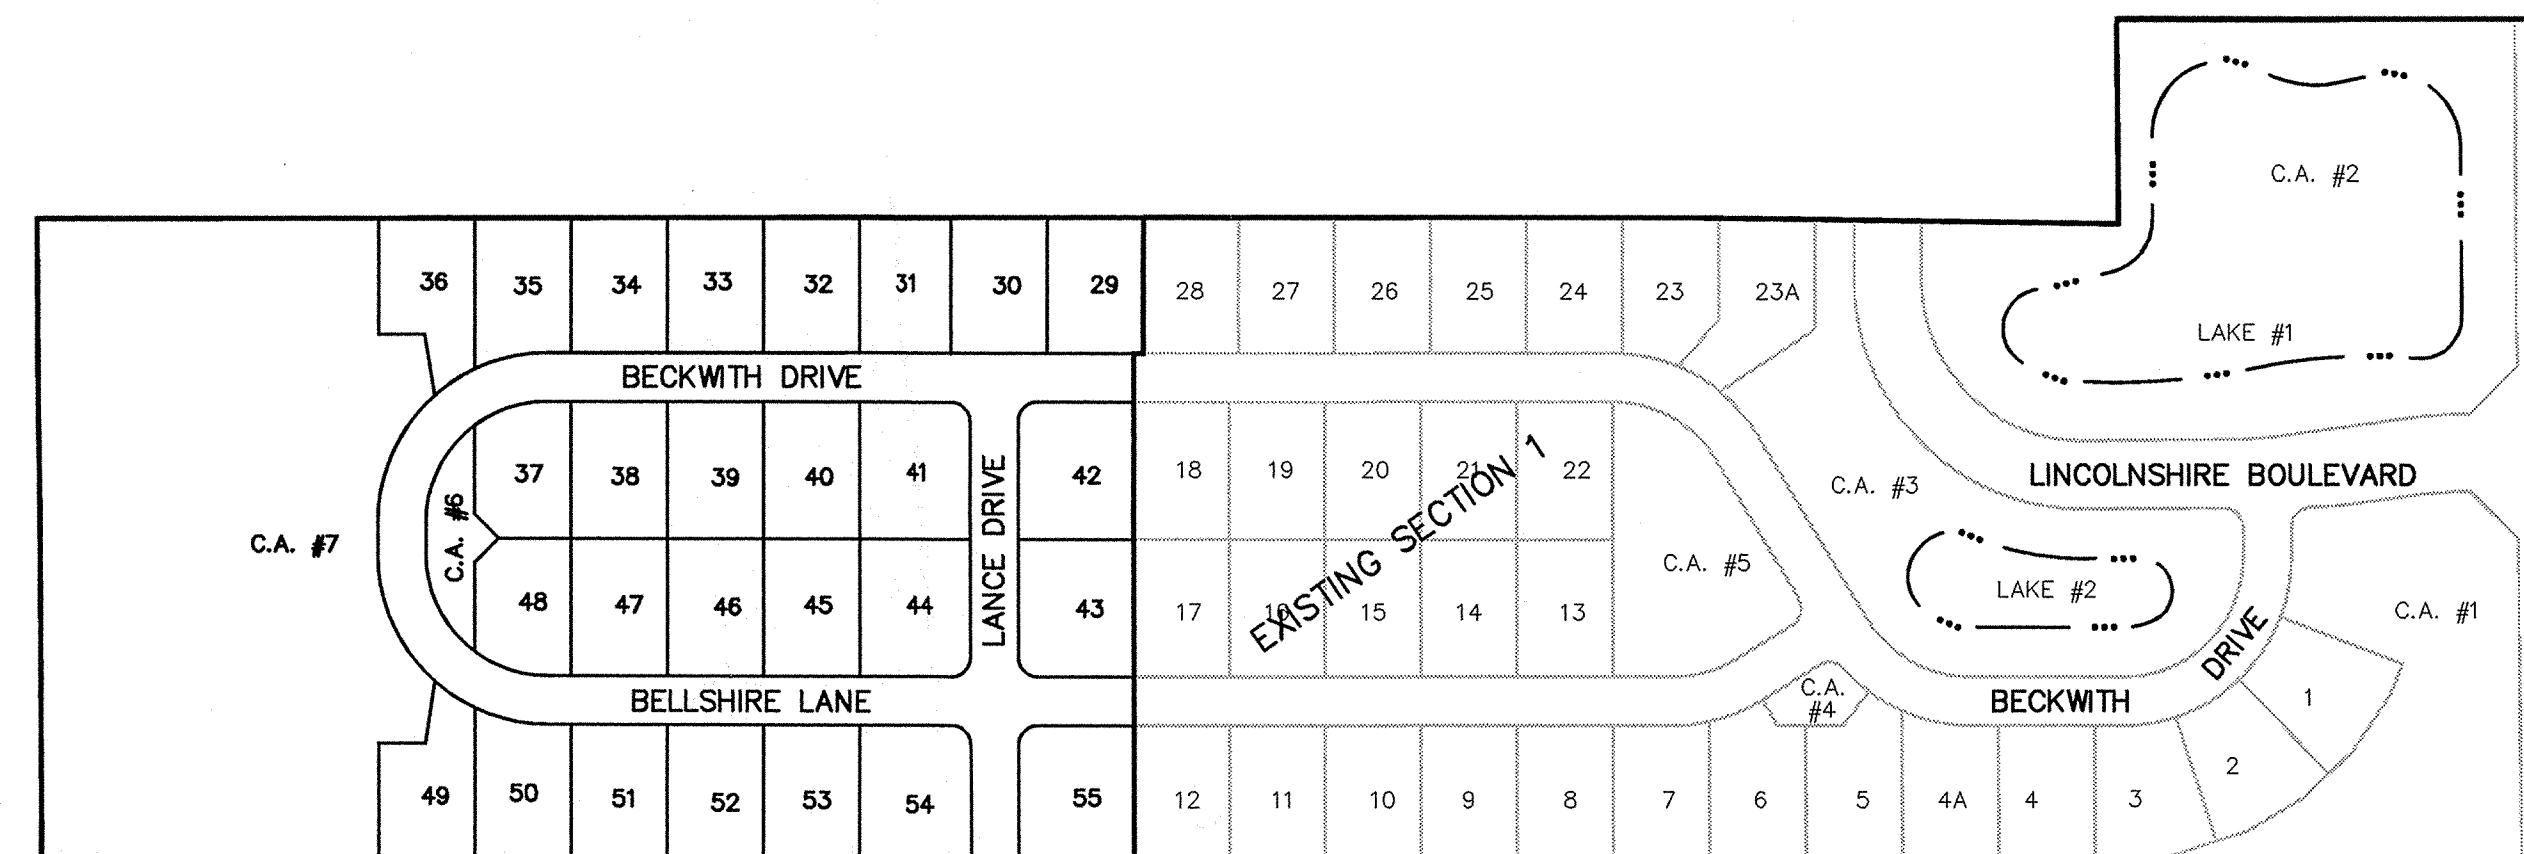 C.A. #2
LAKE #1
36 35 34 33 32 31 30 29 28 27 26 25 24 23 23A
BECKWITH DRIVE
LINCOLNSHIRE BOULEVARD
37 38 39 40 41 42 18 19 20 21 22
C.A. #3
C.A. #7
C.A. #6
LANCE DRIVE
EXISTING SECTION 1
C.A. #5
LAKE #2
C.A. #1
48 47 46 45 44 43 17 16 15 14 13
BELLSHIRE LANE
C.A.
#4
BECKWITH DRIVE
49 50 51 52 53 54 55 12 11 10 9 8 7 6 5 4A 4 3 2 1